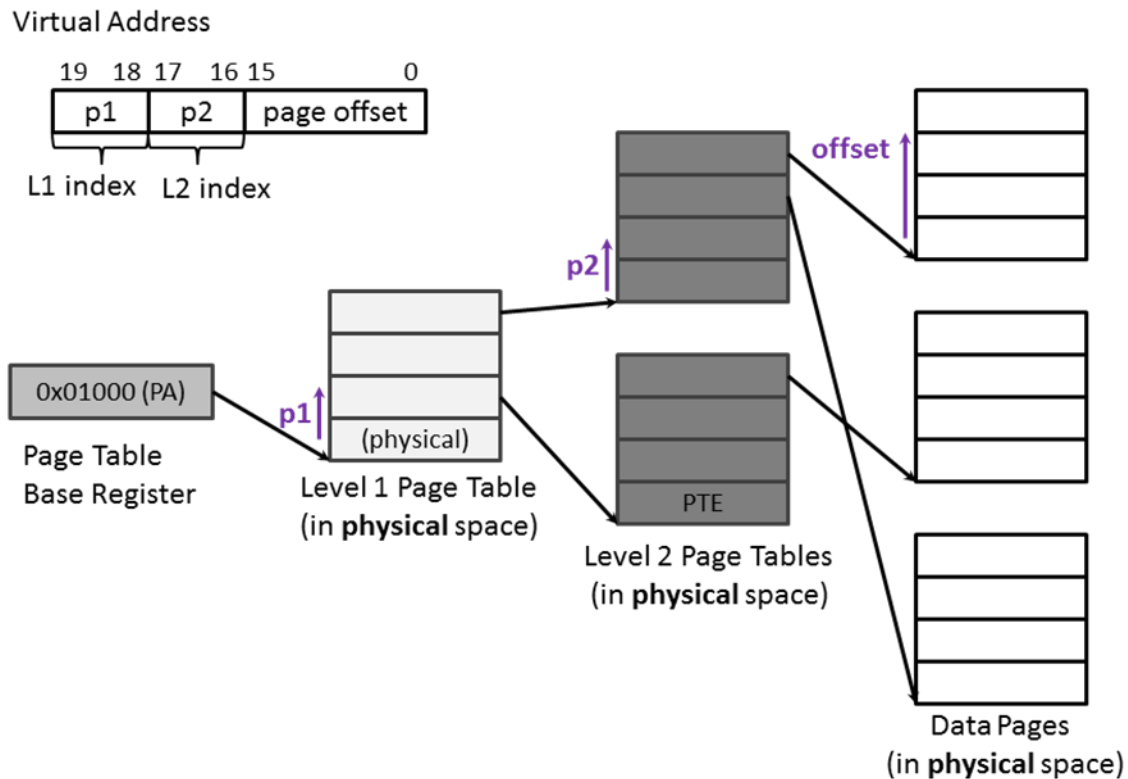 Virtual Address
19 18 17 16 15 0
p1 p2 page offset
L1 index L2 index
offset
p2
0x01000 (PA)
p1
(physical)
Page Table
Base Register
Level 1 Page Table
(in physical space)
PTE
Level 2 Page Tables
(in physical space)
Data Pages
(in physical space)